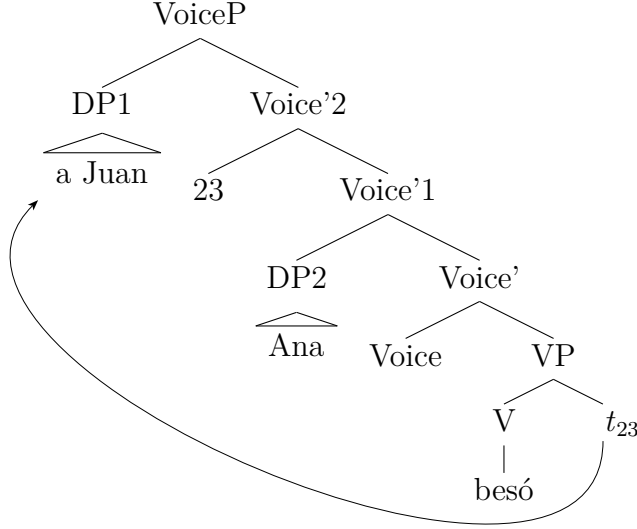 VoiceP
DP1 Voice'2
a Juan 23 Voice'1
DP2 Voice'
Ana Voice VP
V t₂₃
besó